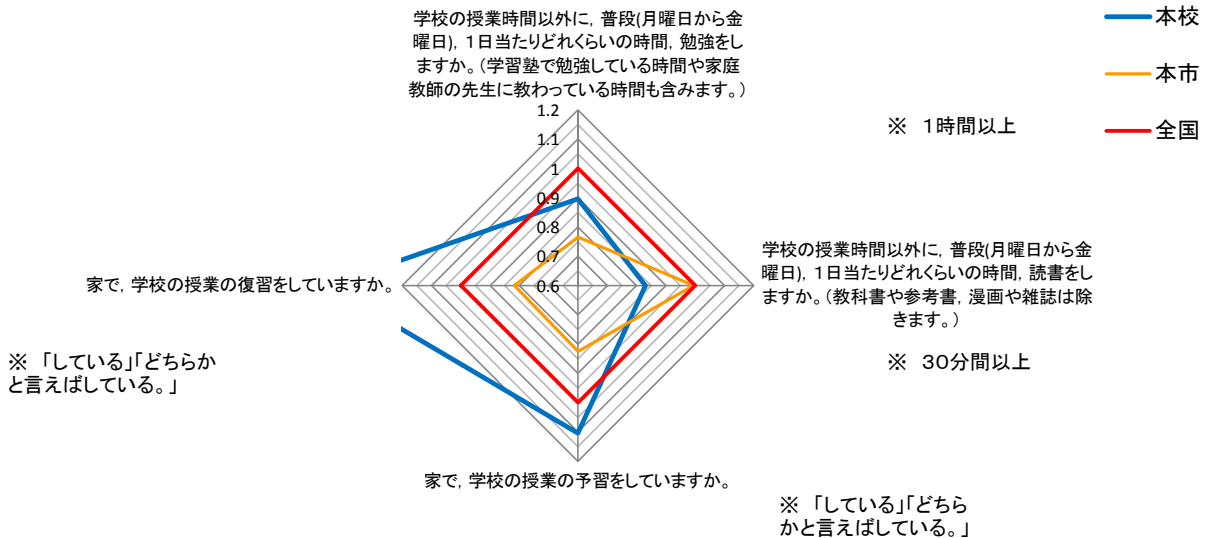 学校の授業時間以外に，普段(月曜日から金
曜日)，１日当たりどれくらいの時間，勉強をし
ますか。（学習塾で勉強している時間や家庭
教師の先生に教わっている時間も含みます。）
本校
本市
全国
※　１時間以上
1.2
1.1
1
0.9
0.8
0.7
0.6
学校の授業時間以外に，普段(月曜日から金
曜日)，１日当たりどれくらいの時間，読書をし
ますか。（教科書や参考書，漫画や雑誌は除
きます。）
※　３０分間以上
家で，学校の授業の復習をしていますか。
※　「している」「どちらか
と言えばしている。」
家で，学校の授業の予習をしていますか。
※　「している」「どちら
かと言えばしている。」